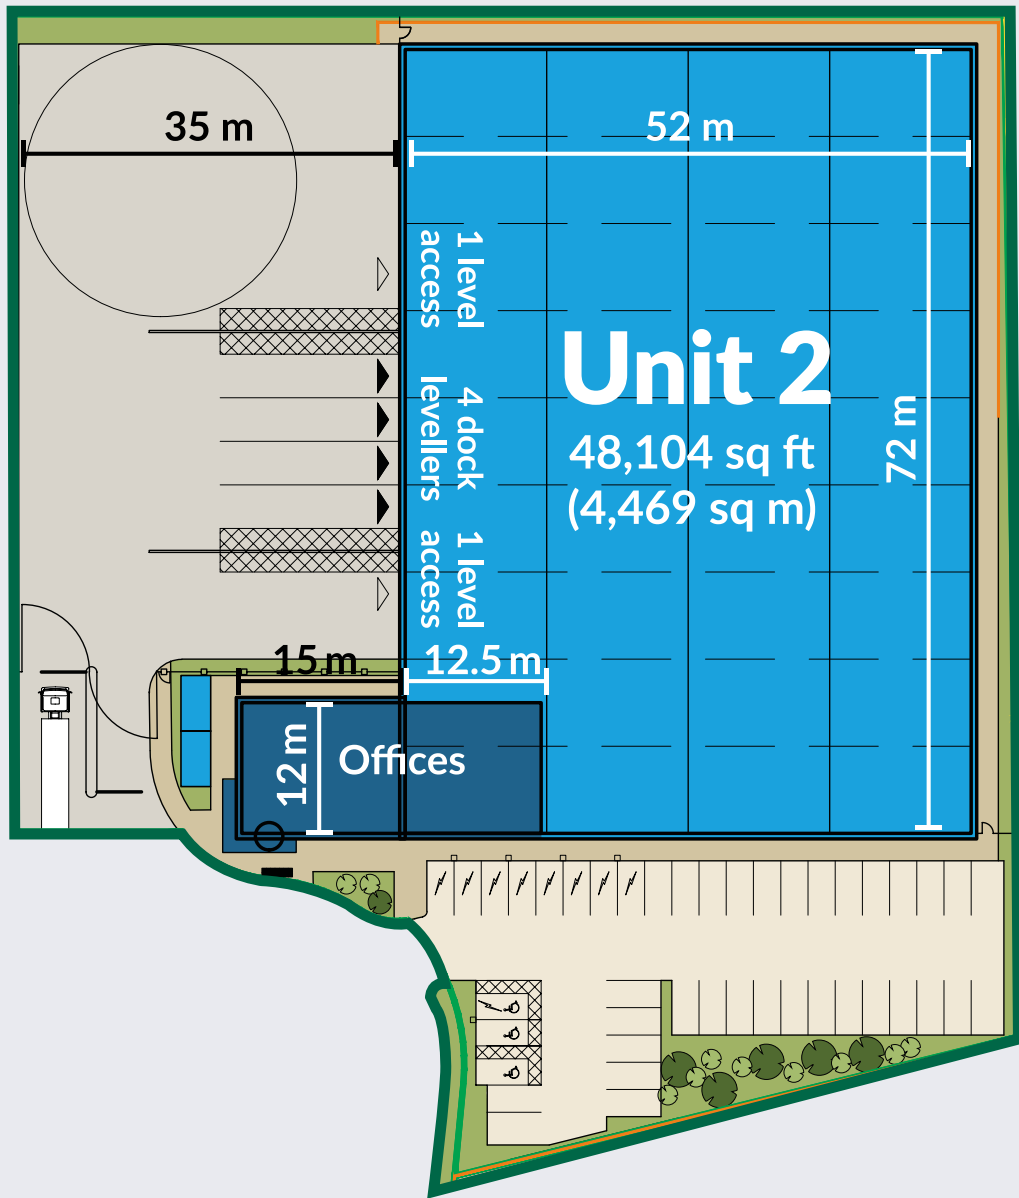 35 m
52 m
1 level
access
Unit 2
4 dock
levellers
48,104 sq ft
(4,469 sq m)
72 m
1 level
access
15 m
12.5 m
12 m
Offices